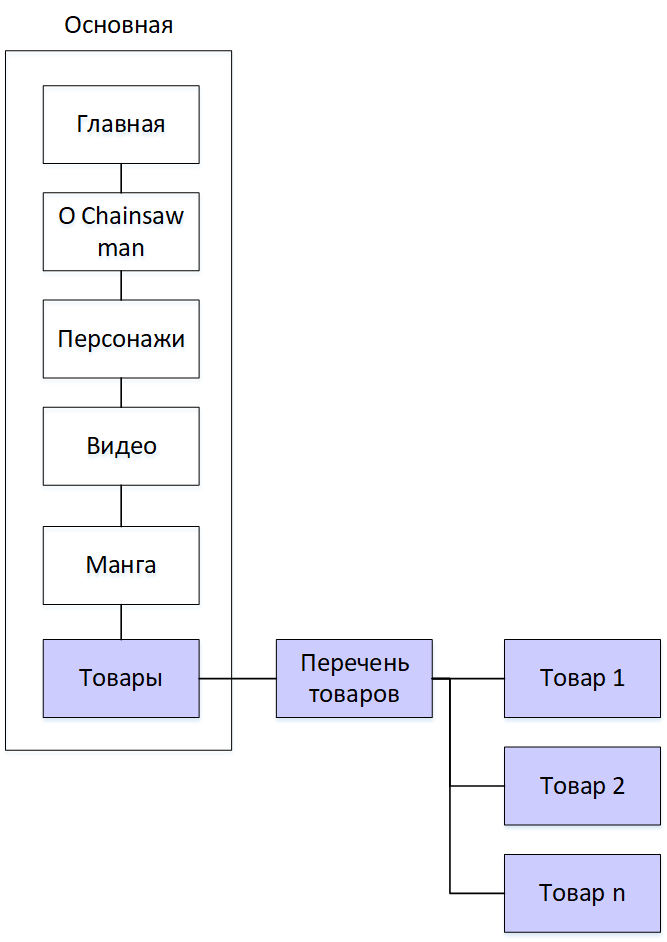 Основная
Главная
О Chainsaw
man
Персонажи
Видео
Манга
Товары
Перечень
товаров
Товар 1
Товар 2
Товар n